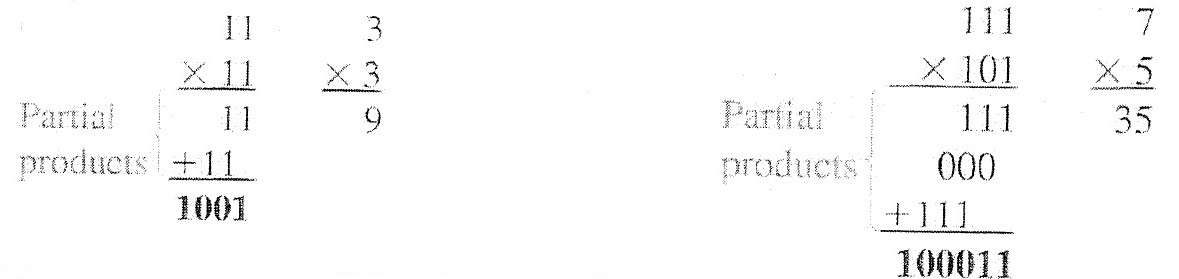 11 3
× 11 × 3
Partial 11 9
products +11
1001
111 7
× 101 × 5
Partial 111 35
products 000
+111
100011